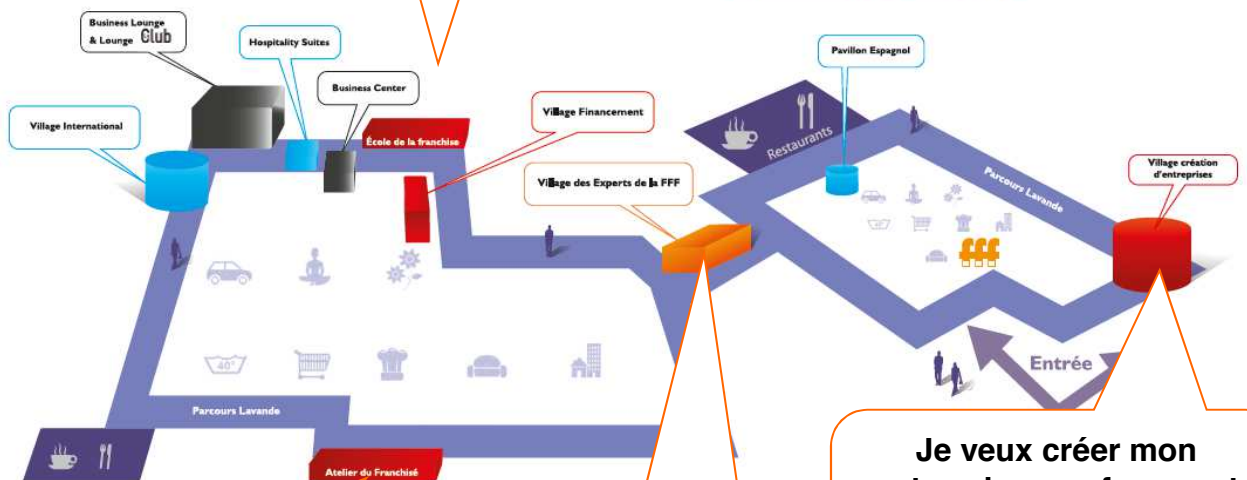 Business Lounge
& Lounge Club
Hospitality Suites
Business Center
Village International
École de la franchise
Village Financement
Village des Experts de la FFF
Restaurants
Pavillon Espagnol
Parcours Lavande
Village création
d'entreprises
fff
40°
40°
Entrée
Parcours Lavande
Atelier du Franchisé
Je veux créer mon